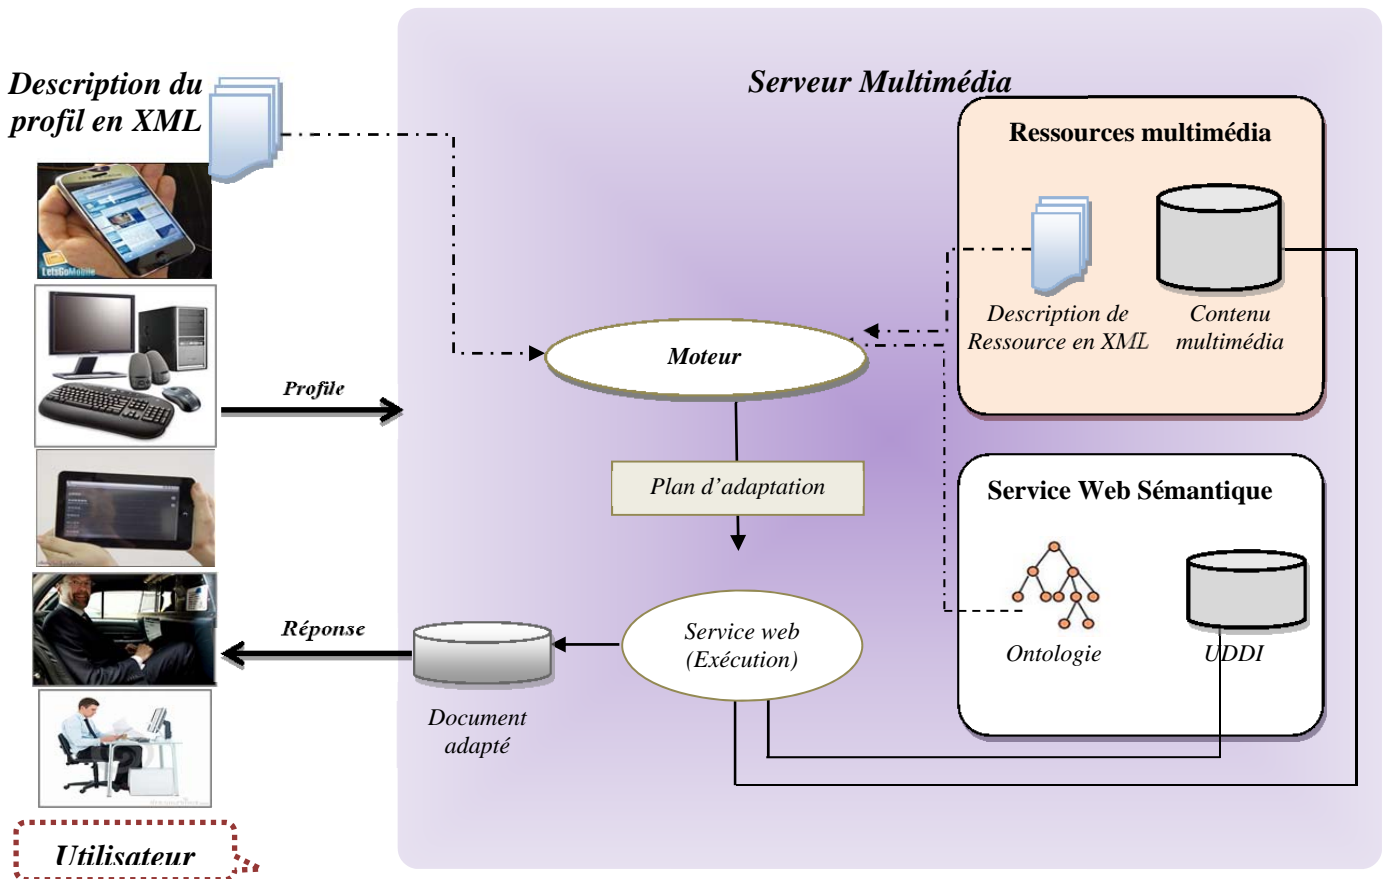 Serveur Multimédia
Description du
profil en XML
Ressources multimédia
LetsGoMobile
Description de
Ressource en XML
Contenu
multimédia
Moteur
Profile
Plan d’adaptation
Service Web Sémantique
Ontologie
UDDI
Service web
(Exécution)
Réponse
Document
adapté
Utilisateur